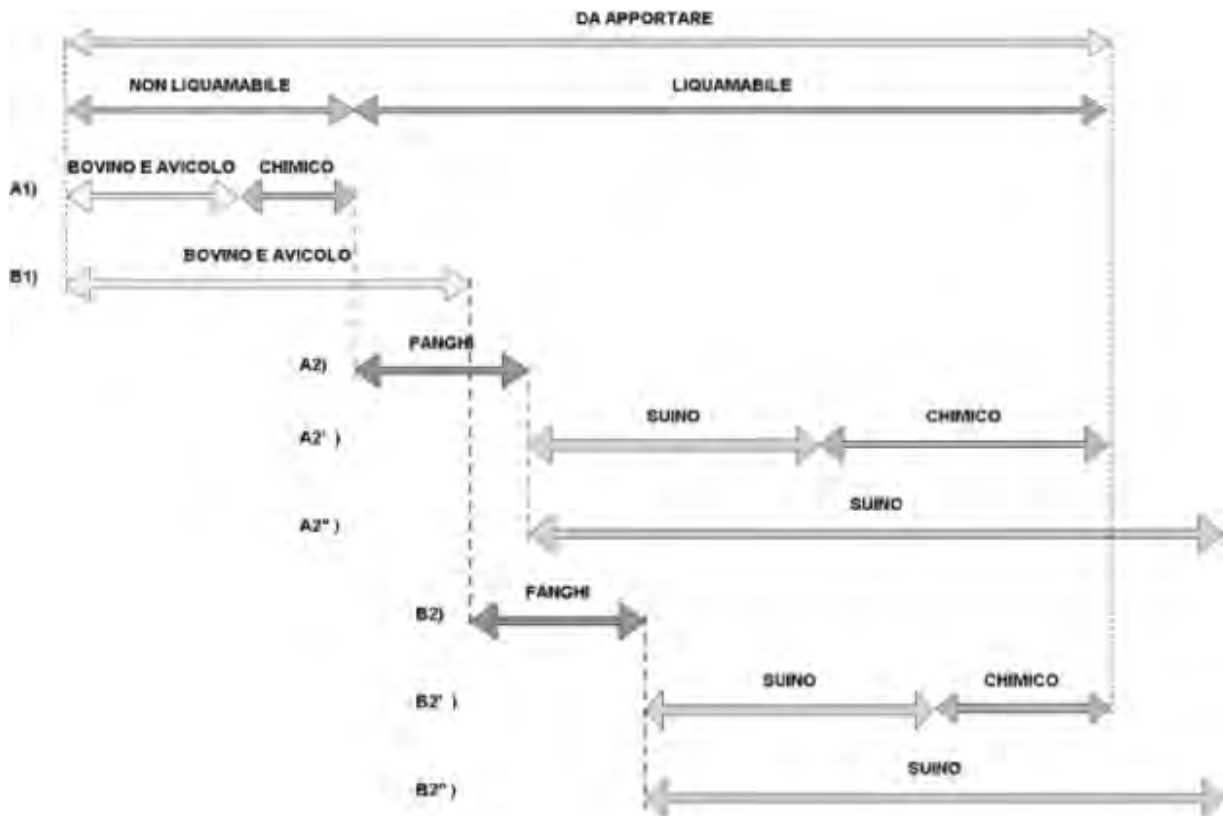 DA APPORTARE
NON LIQUAMABILE LIQUAMABILE
BOVINO E AVICOLO CHIMICO
A1)
BOVINO E AVICOLO
B1)
FANGHI
A2)
SUINO CHIMICO
A2' )
SUINO
A2" )
FANGHI
B2)
SUINO CHIMICO
B2' )
SUINO
B2" )